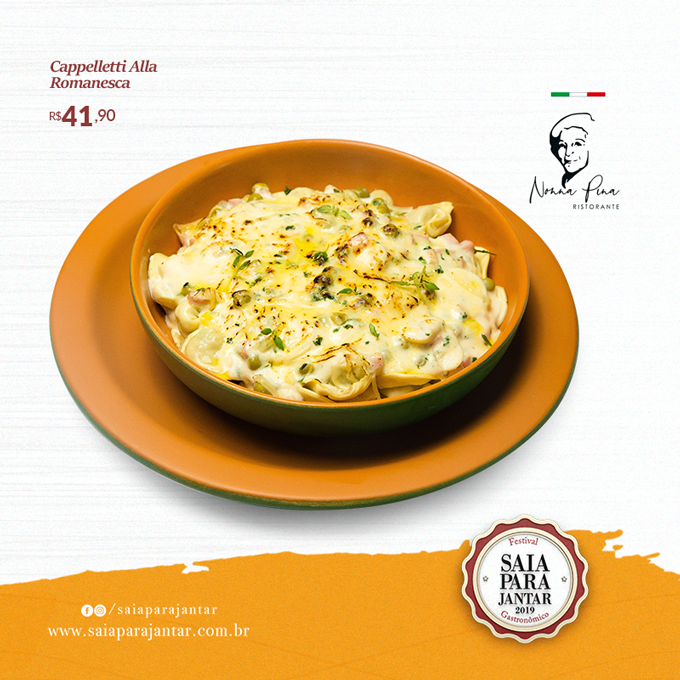 Cappelletti Alla
Romanesca
R$41,90
Nonna Pina
RISTORANTE
Festival
SAIA
PARA
JANTAR
2019
Gastronômico
/saiaparajantar
www.saiaparajantar.com.br